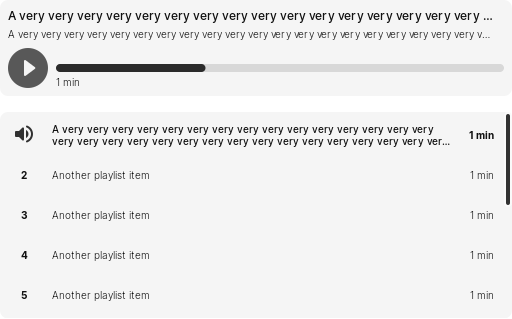 A very very very very very very very very very very very very very very very very ...
A very very very very very very very very very very very very very very very very very very very very v...
1 min
A very very very very very very very very very very very very very very very
very very very very very very very very very very very very very very very ver...
1 min
2 Another playlist item 1 min
3 Another playlist item 1 min
4 Another playlist item 1 min
5 Another playlist item 1 min